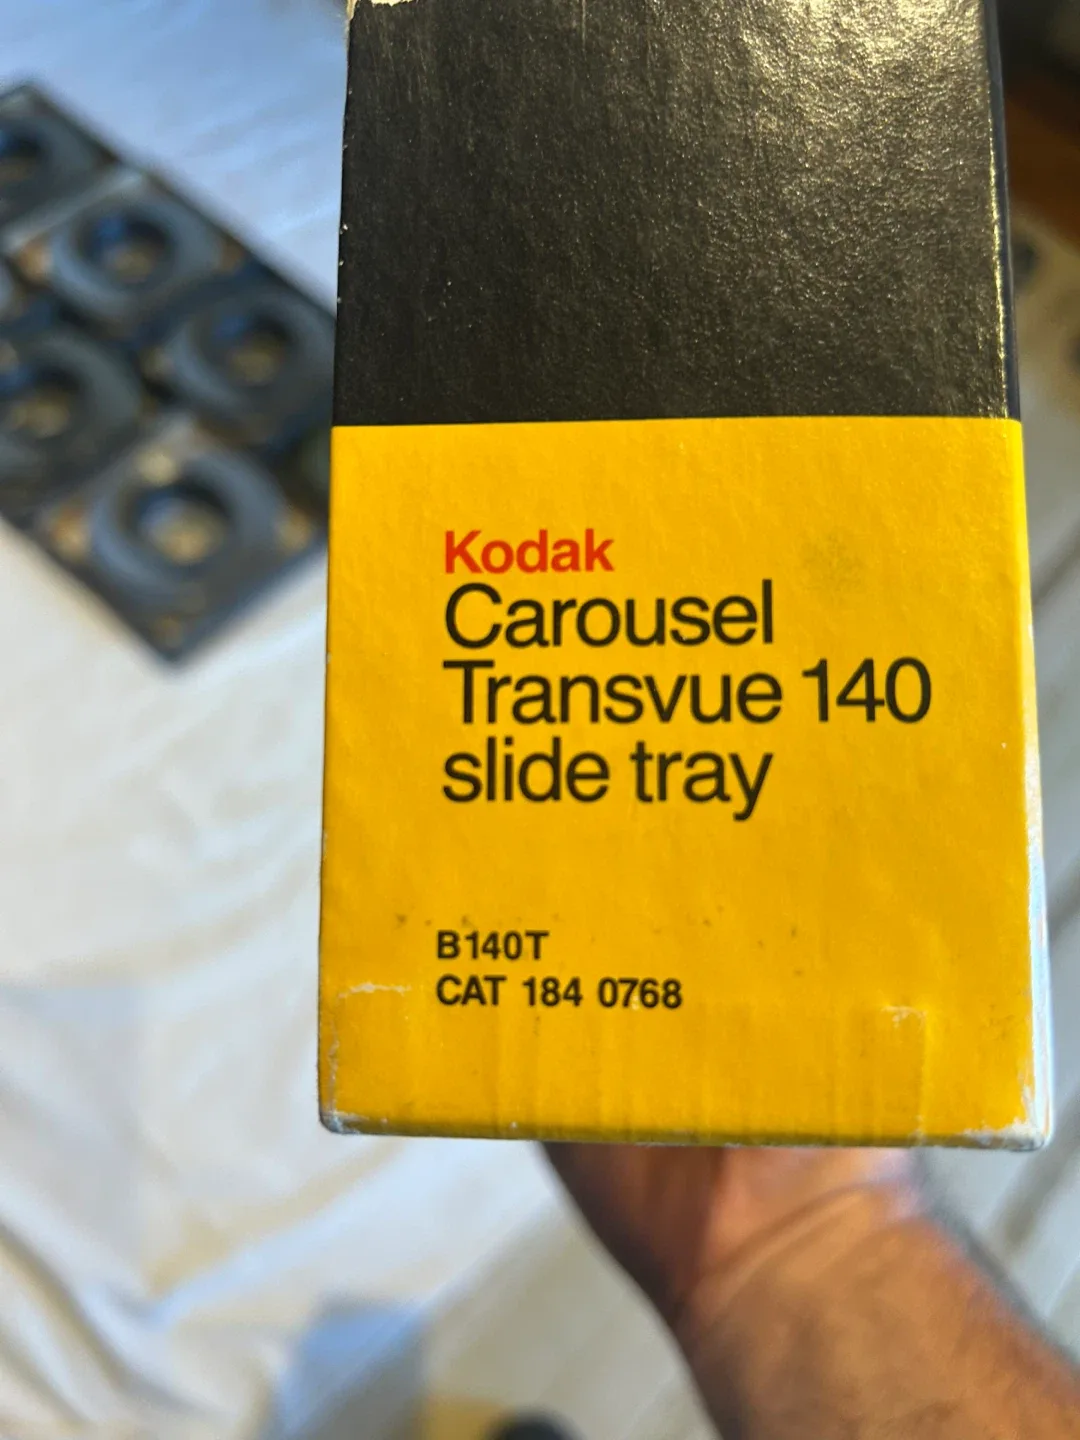 Kodak
Carousel
Transvue 140
slide tray
B140T
CAT 184 0768